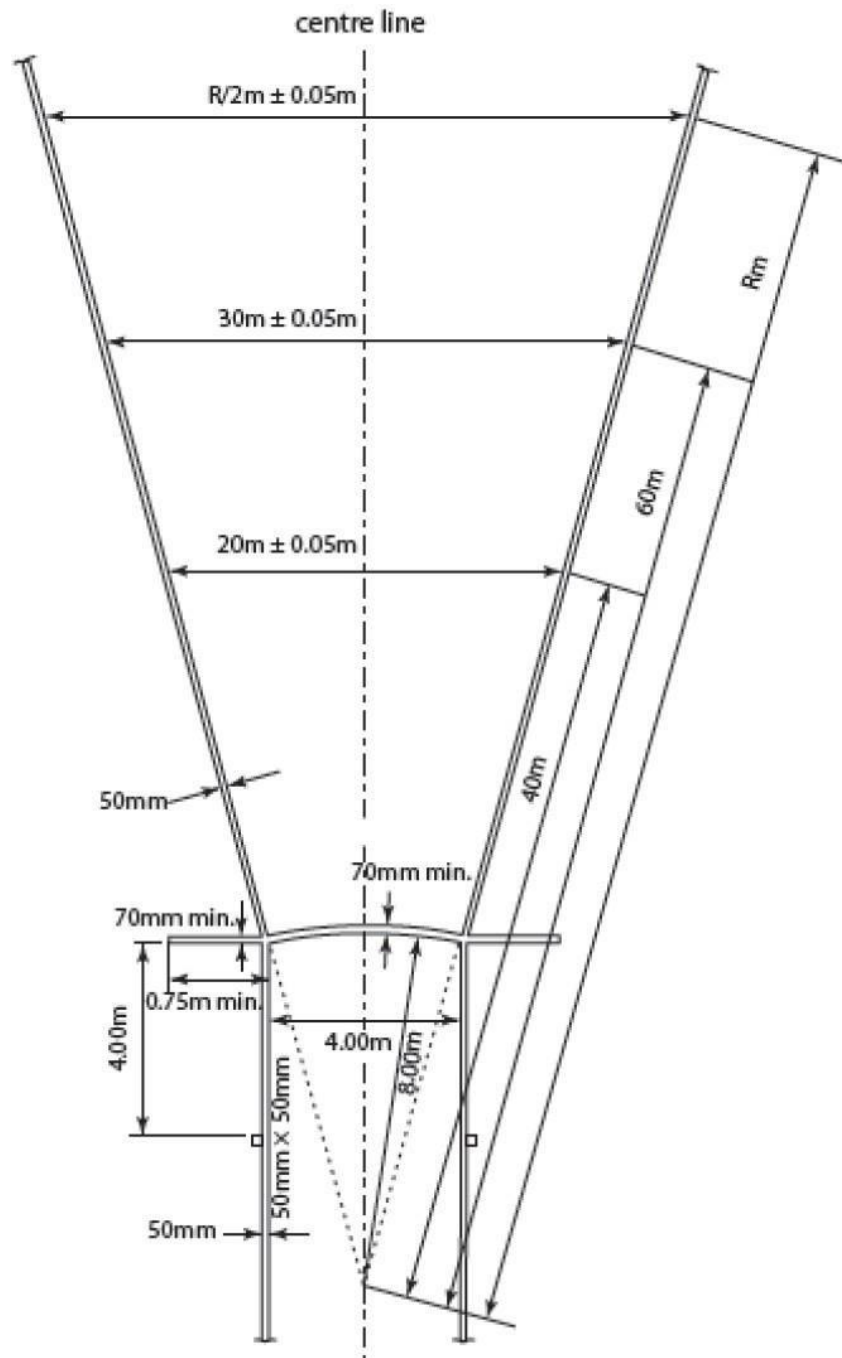 centre line
R/2m ± 0.05m
Rm
30m ± 0.05m
60m
20m ± 0.05m
40m
50mm
70mm min.
70mm min.
0.75m min.
4.00m
4.00m
8.00m
50mm × 50mm
50mm